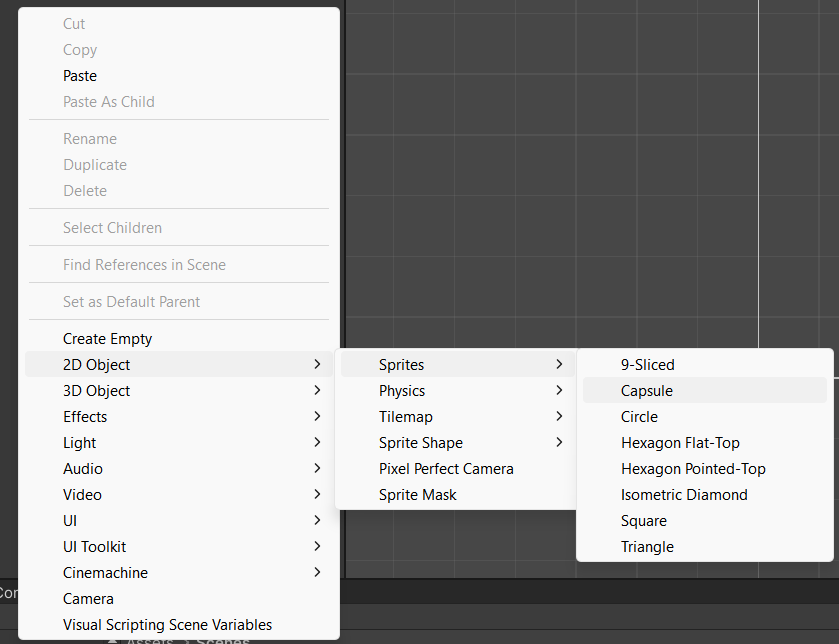 Cut
Copy
Paste
Paste As Child
Rename
Duplicate
Delete
Select Children
Find References in Scene
Set as Default Parent
Create Empty
2D Object
3D Object
Effects
Light
Audio
Video
UI
UI Toolkit
Cinemachine
Camera
Visual Scripting Scene Variables
Sprites
Physics
Tilemap
Sprite Shape
Pixel Perfect Camera
Sprite Mask
9-Sliced
Capsule
Circle
Hexagon Flat-Top
Hexagon Pointed-Top
Isometric Diamond
Square
Triangle
Con
Assets > Scenes